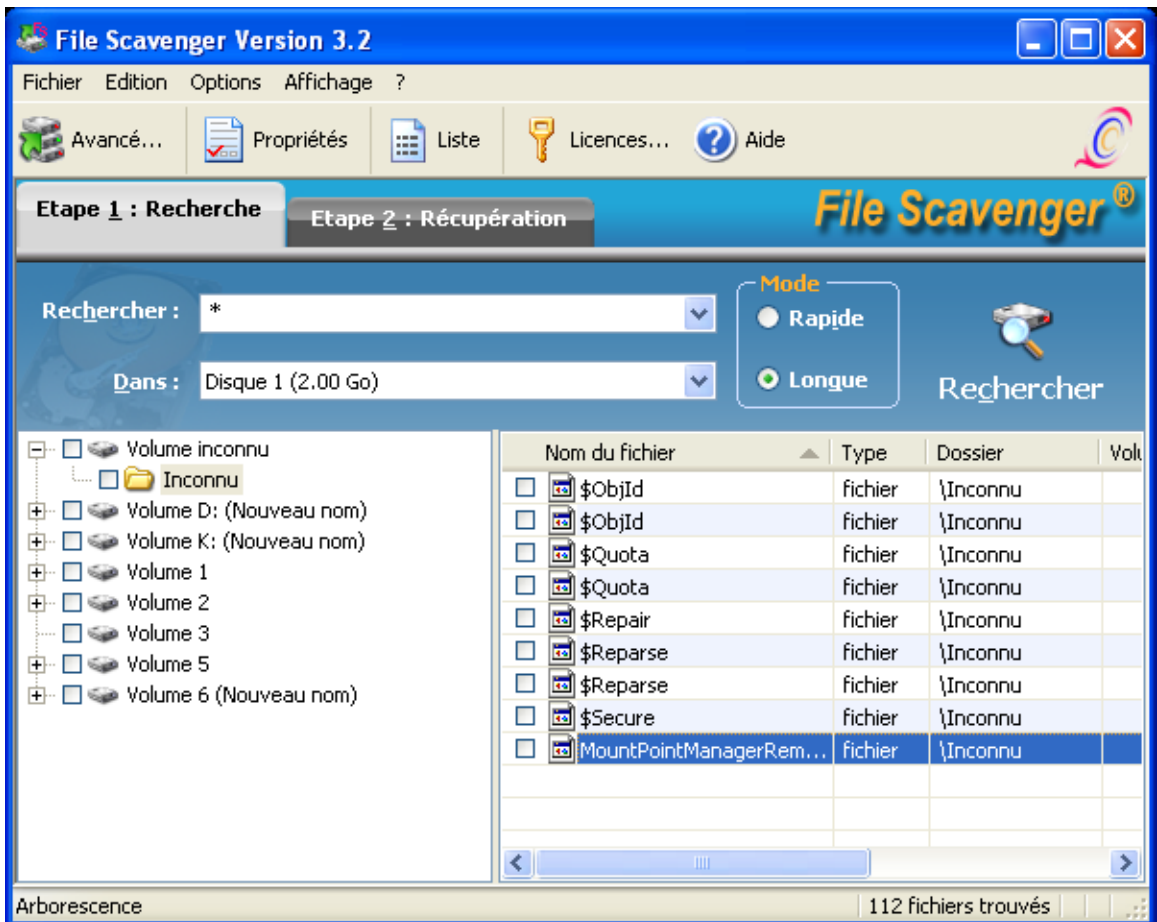 File Scavenger Version 3.2
Fichier Edition Options Affichage ?
Avancé... Propriétés Liste Licences... Aide
Etape 1 : Recherche Etape 2 : Récupération File Scavenger ®
Rechercher : *
Dans : Disque 1 (2.00 Go)
Mode
Rapide
Longue
Rechercher
Volume inconnu
Inconnu
Volume D: (Nouveau nom)
Volume K: (Nouveau nom)
Volume 1
Volume 2
Volume 3
Volume 5
Volume 6 (Nouveau nom)
Nom du fichier Type Dossier Volu
$ObjId fichier \Inconnu
$ObjId fichier \Inconnu
$Quota fichier \Inconnu
$Quota fichier \Inconnu
$Repair fichier \Inconnu
$Reparse fichier \Inconnu
$Reparse fichier \Inconnu
$Secure fichier \Inconnu
MountPointManagerRem... fichier \Inconnu
Arborescence 112 fichiers trouvés